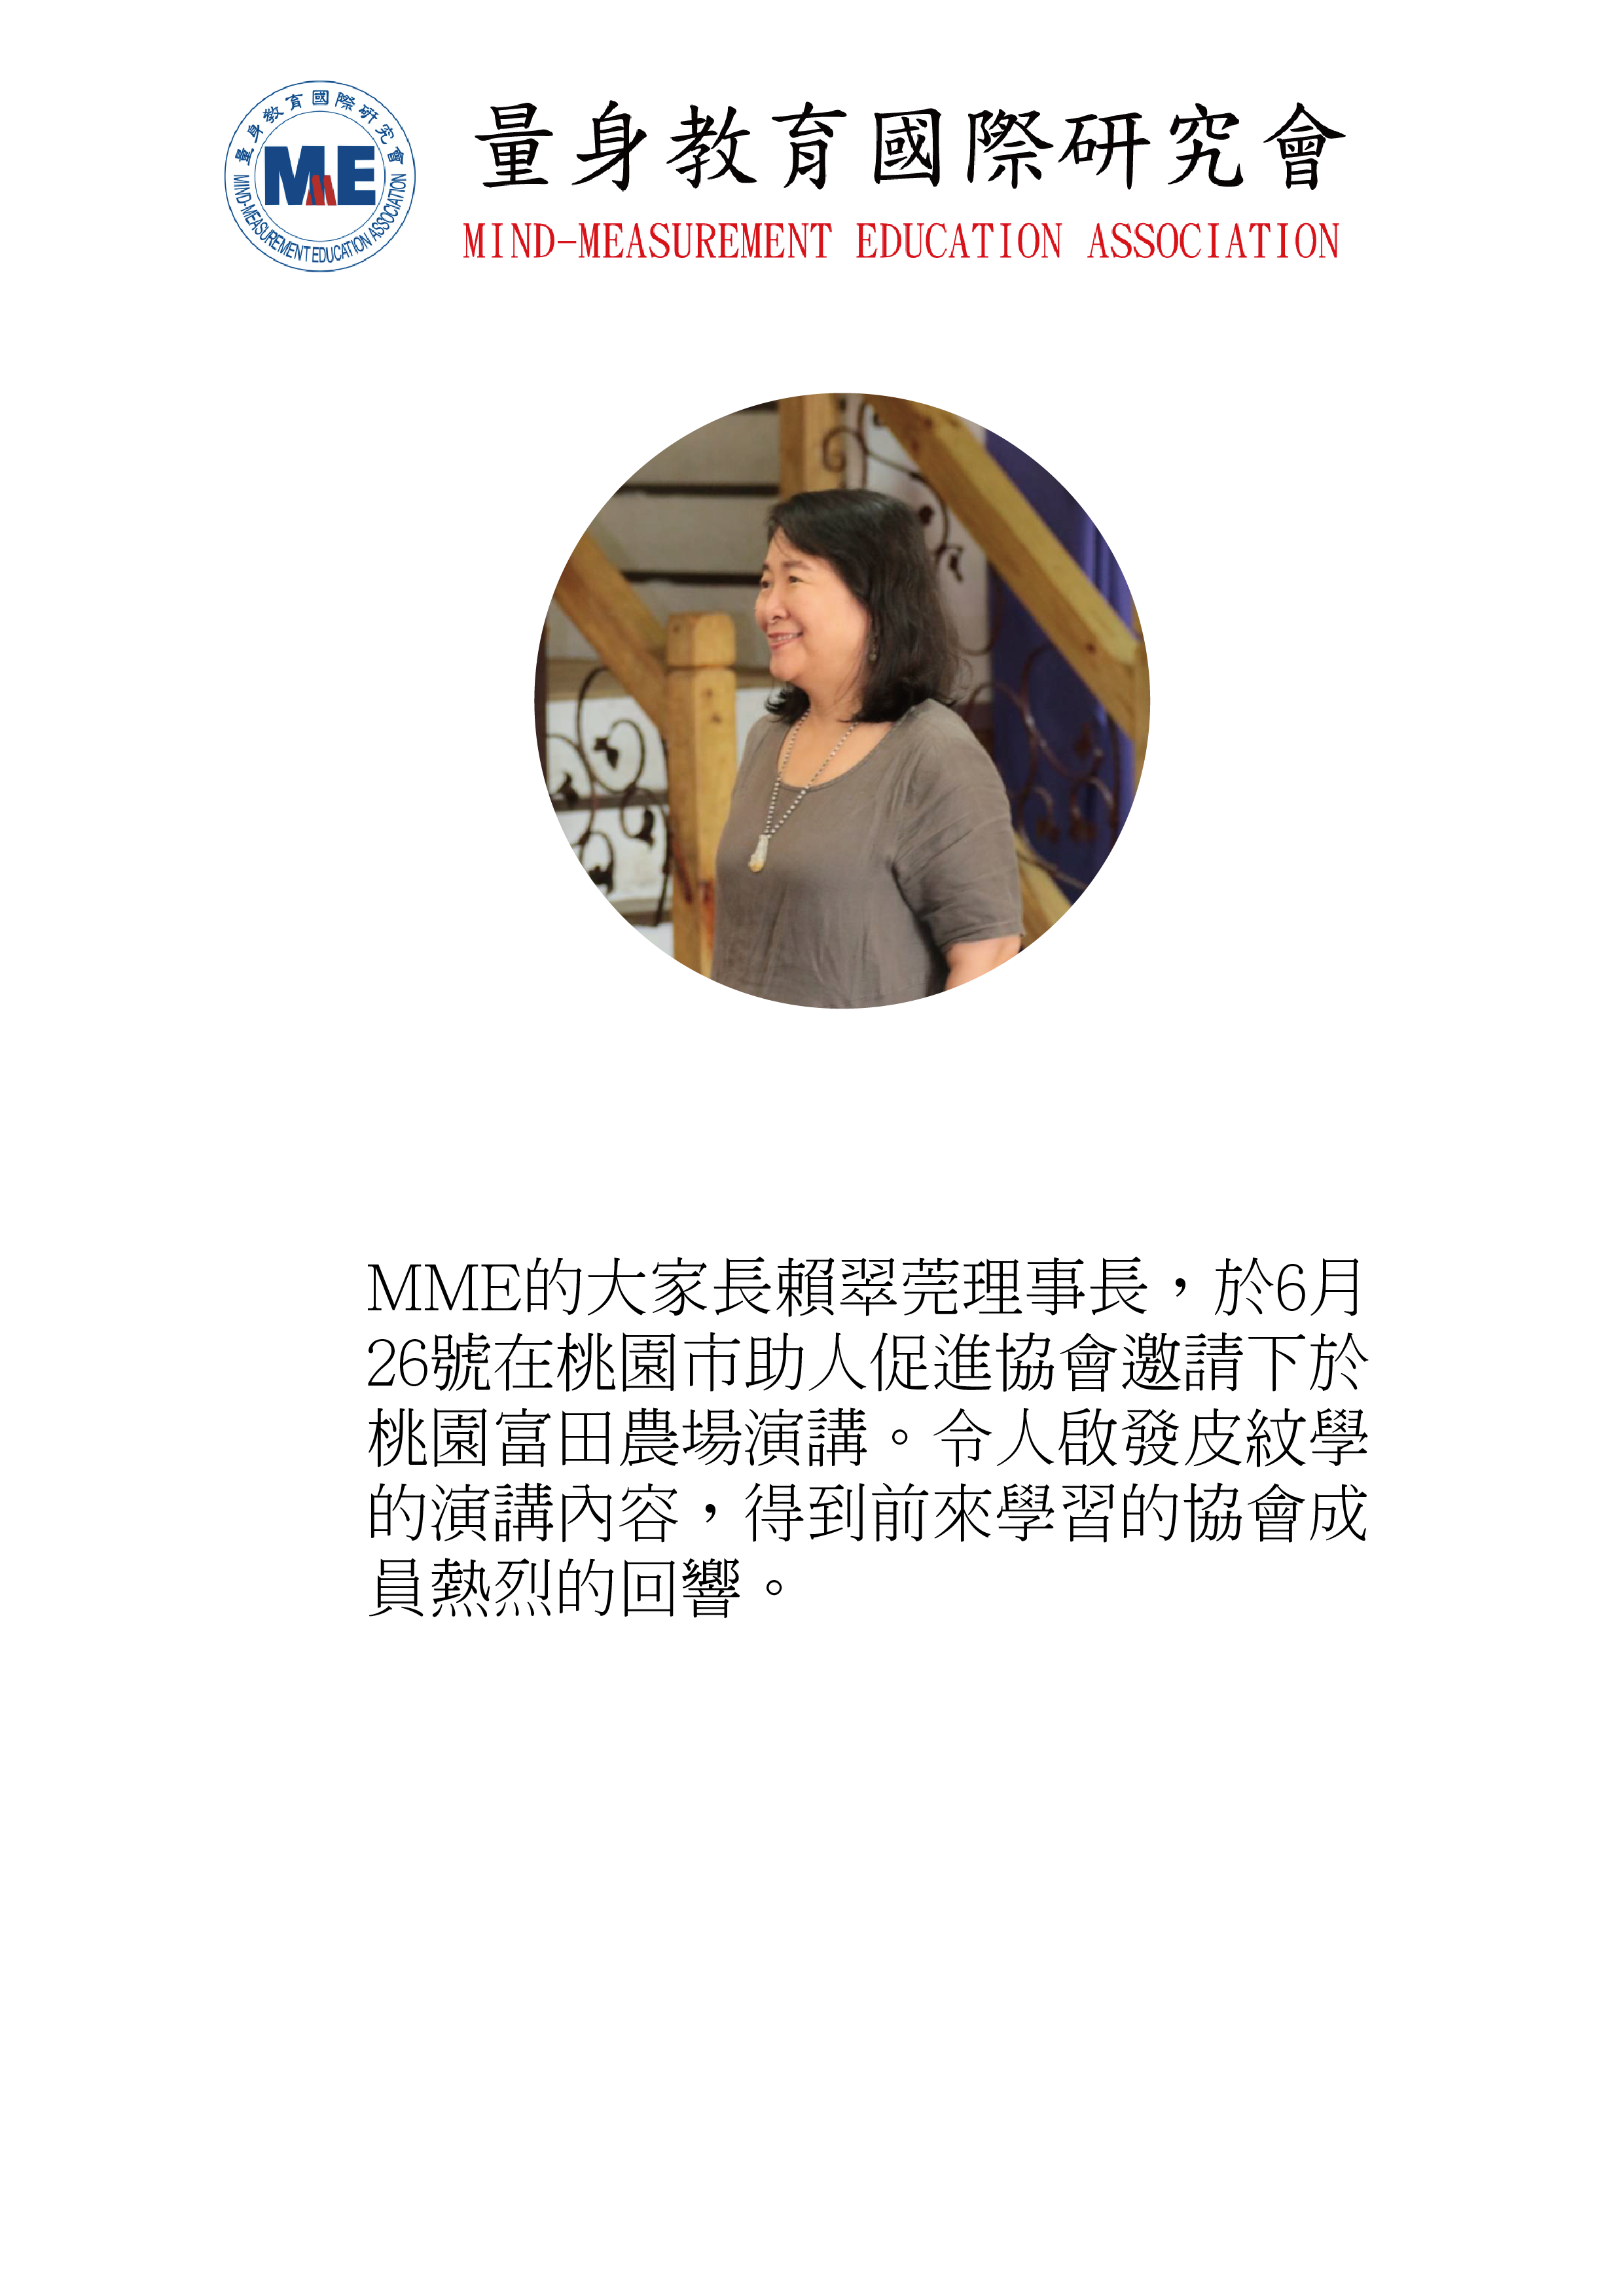 量身教育國際研究會
MME
MIND-MEASUREMENT EDUCATION ASSOCIATION
量身教育國際研究會
MIND-MEASUREMENT EDUCATION ASSOCIATION
MME的大家長賴翠莞理事長，於6月
26號在桃園市助人促進協會邀請下於
桃園富田農場演講。令人啟發皮紋學
的演講內容，得到前來學習的協會成
員熱烈的回響。